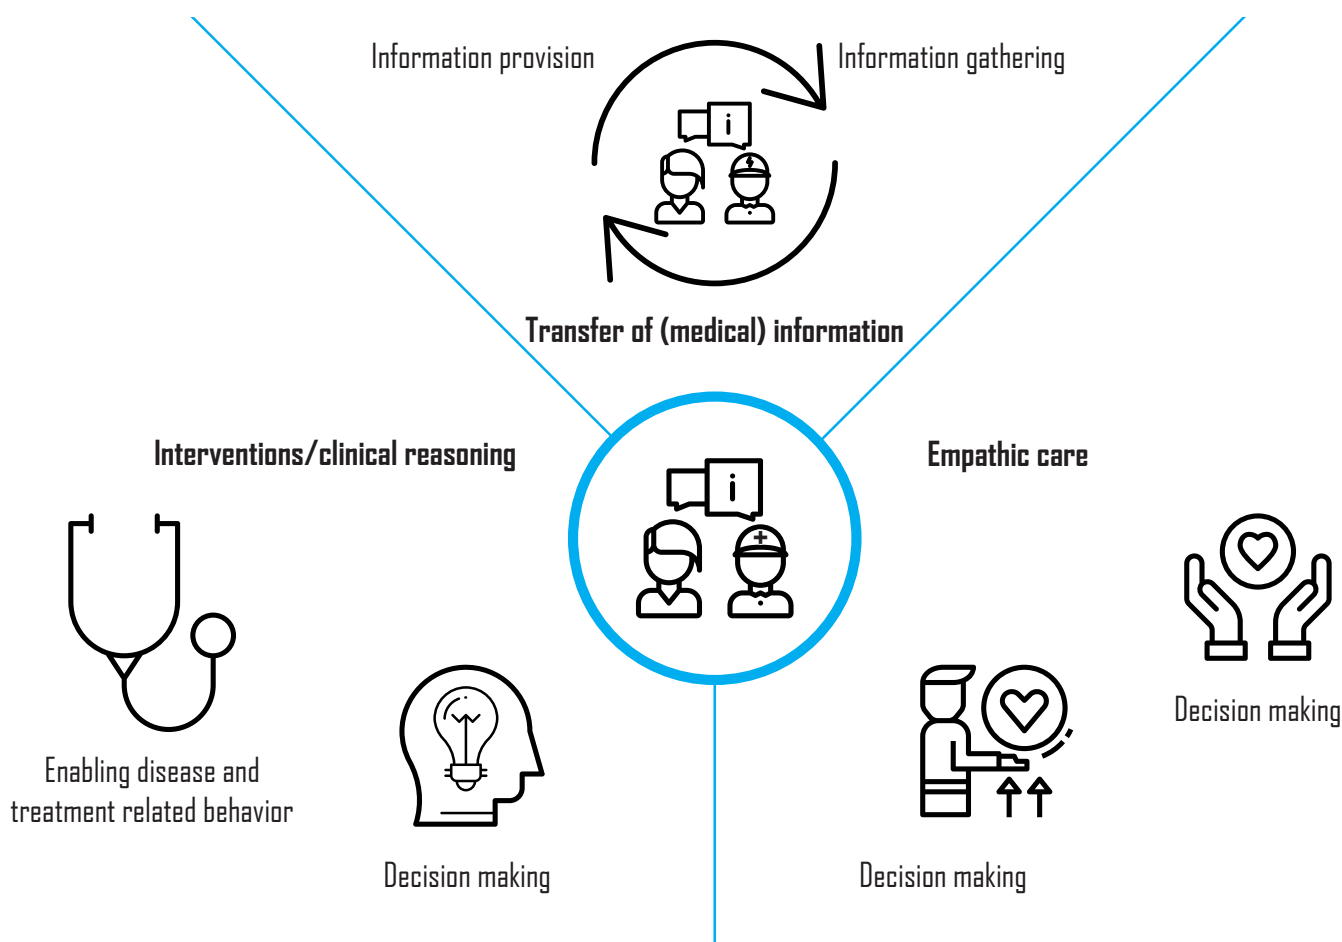 Information provision
Information gathering
i
Transfer of (medical) information
Interventions/clinical reasoning
Empathic care
i
Enabling disease and
treatment related behavior
Decision making
Decision making
Decision making